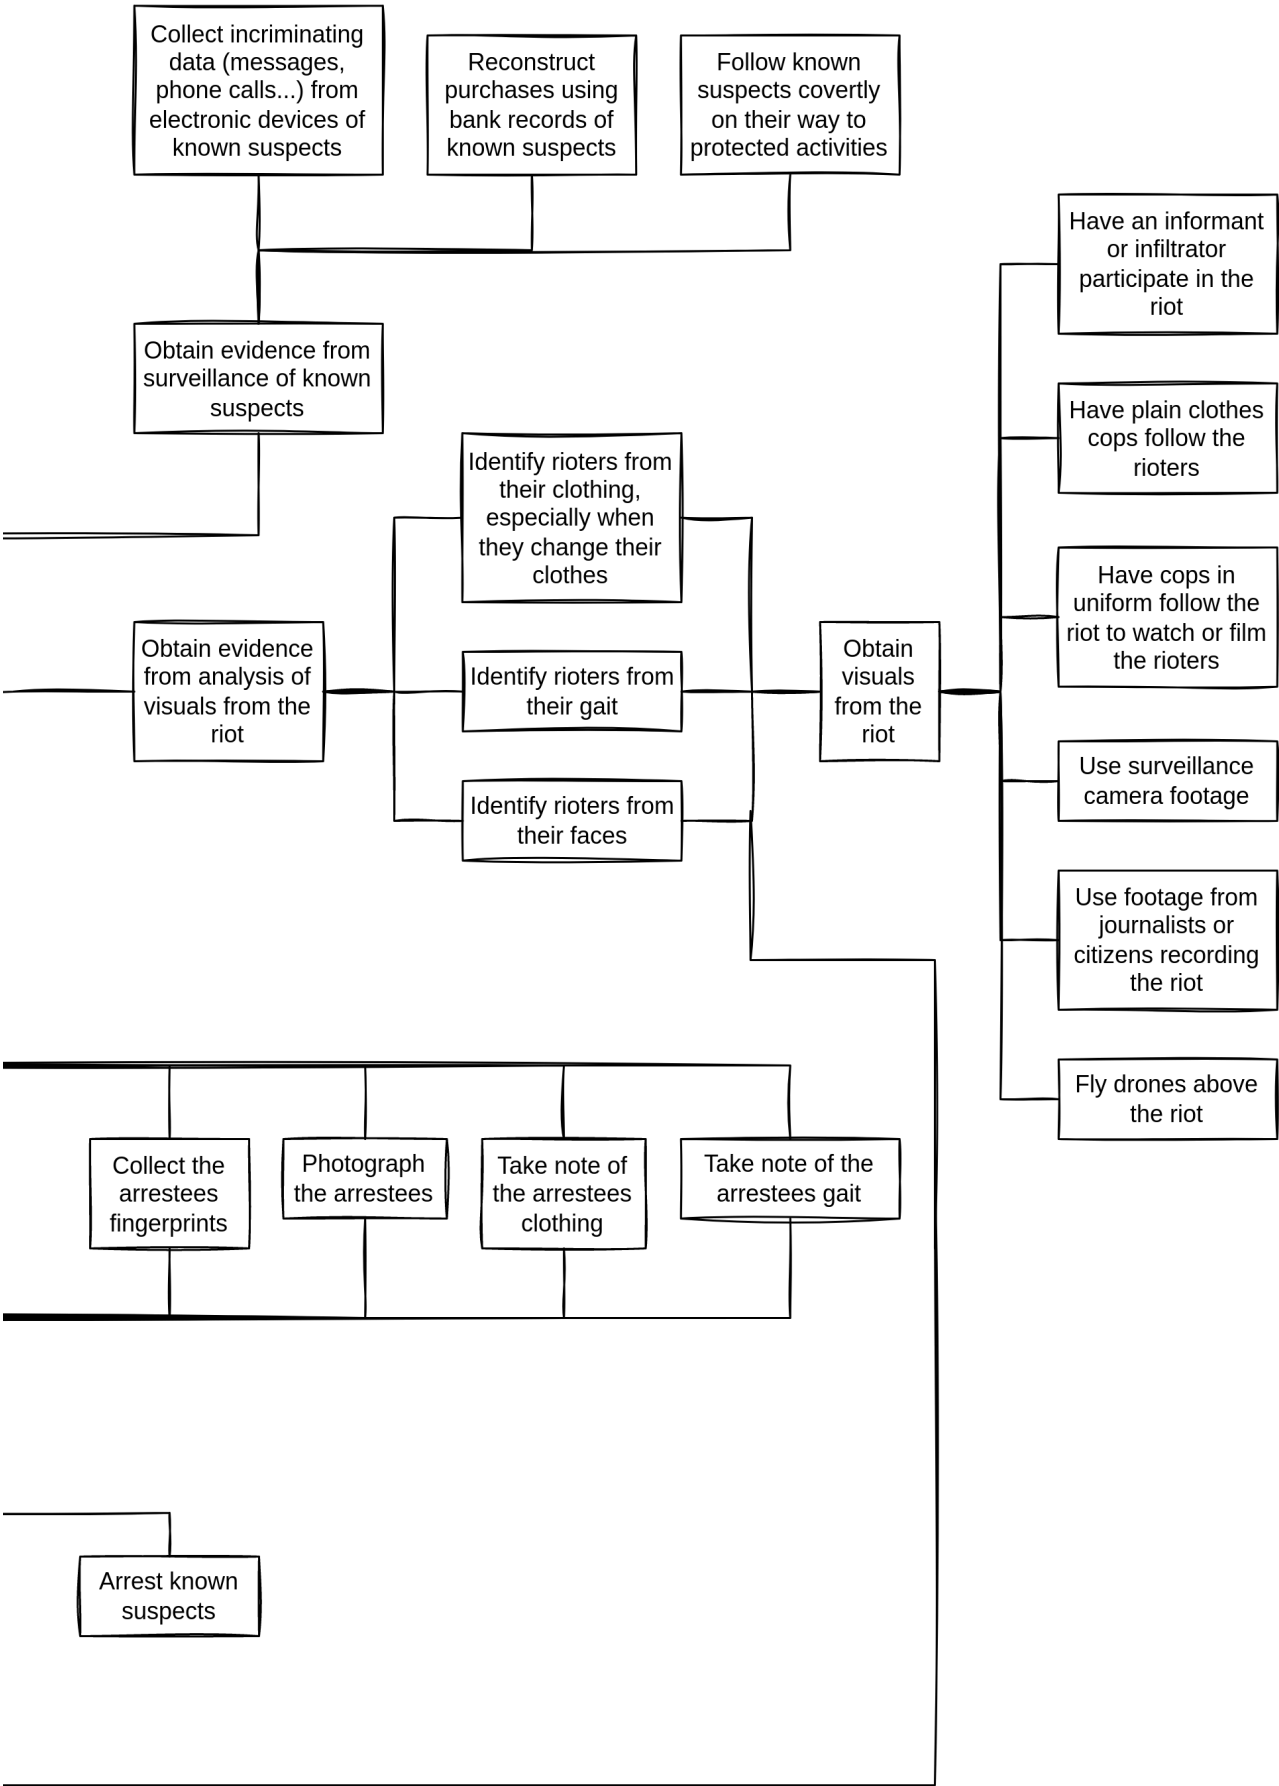 Collect incriminating
data (messages,
phone calls...) from
electronic devices of
known suspects
Reconstruct
purchases using
bank records of
known suspects
Follow known
suspects covertly
on their way to
protected activities
Have an informant
or infiltrator
participate in the
riot
Obtain evidence from
surveillance of known
suspects
Have plain clothes
cops follow the
rioters
Identify rioters from
their clothing,
especially when
they change their
clothes
Have cops in
uniform follow the
riot to watch or film
the rioters
Obtain evidence
from analysis of
visuals from the
riot
Identify rioters from
their gait
Obtain
visuals
from the
riot
Use surveillance
camera footage
Identify rioters from
their faces
Use footage from
journalists or
citizens recording
the riot
Fly drones above
the riot
Collect the
arrestees
fingerprints
Photograph
the arrestees
Take note of
the arrestees
clothing
Take note of the
arrestees gait
Arrest known
suspects